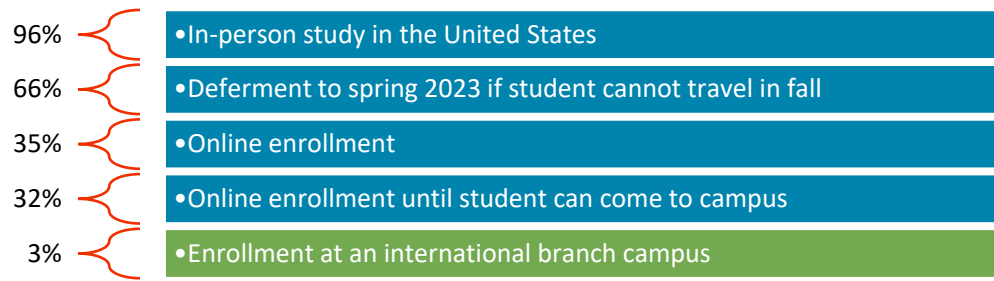 96% •In-person study in the United States
66% •Deferment to spring 2023 if student cannot travel in fall
35% •Online enrollment
32% •Online enrollment until student can come to campus
3% •Enrollment at an international branch campus